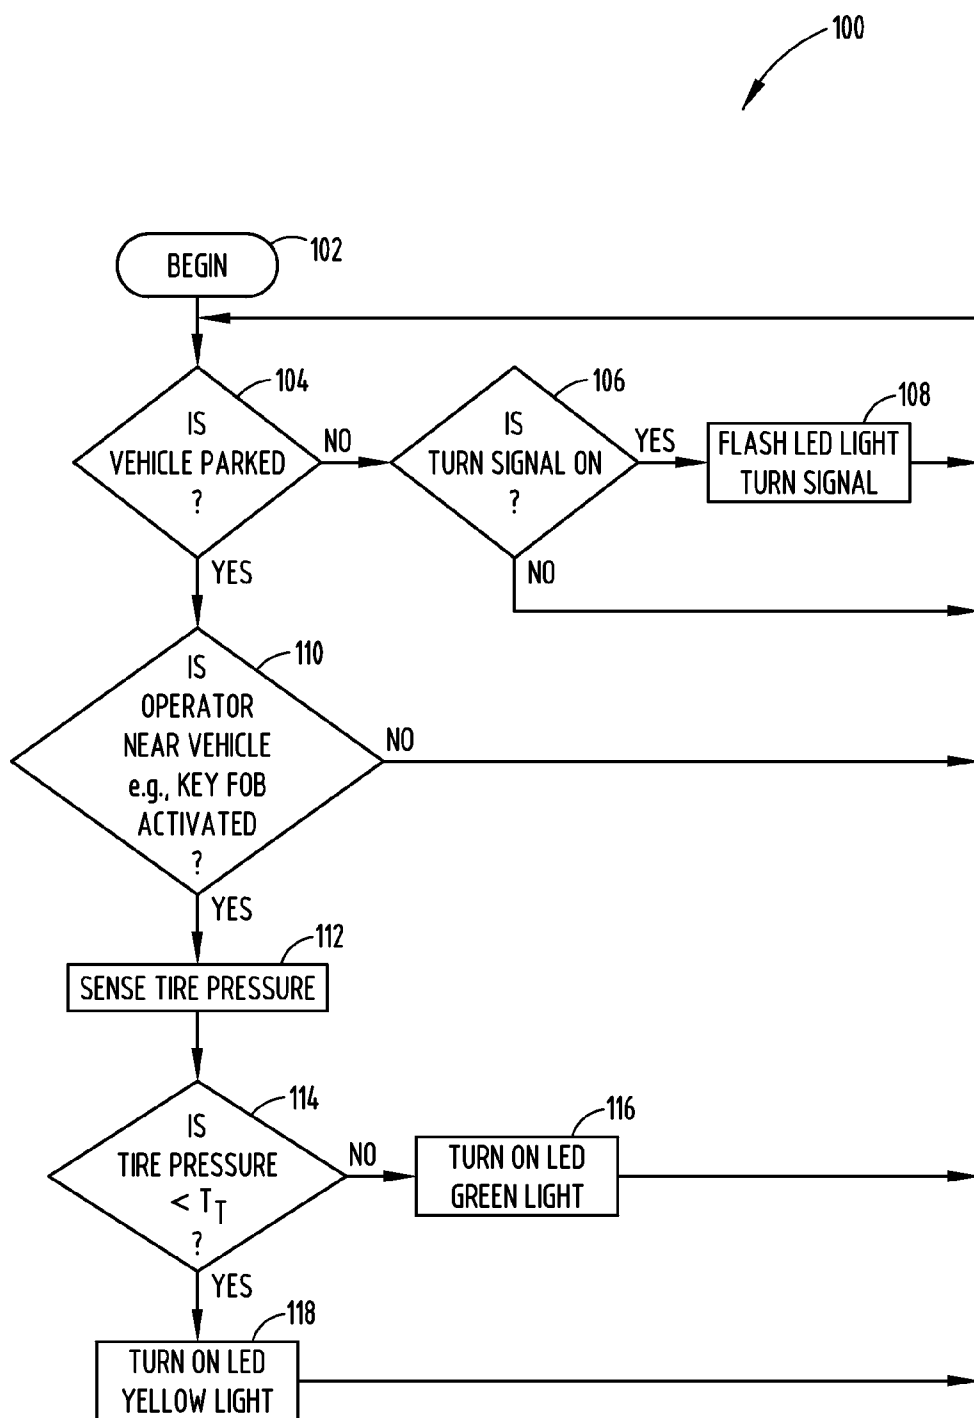 100
BEGIN
102
104
IS
VEHICLE PARKED
?
NO
106
IS
TURN SIGNAL ON
?
YES
108
FLASH LED LIGHT
TURN SIGNAL
YES
NO
110
IS
OPERATOR
NEAR VEHICLE
e.g., KEY FOB
ACTIVATED
?
NO
YES
112
SENSE TIRE PRESSURE
114
IS
TIRE PRESSURE
< TT
?
NO
116
TURN ON LED
GREEN LIGHT
YES
118
TURN ON LED
YELLOW LIGHT